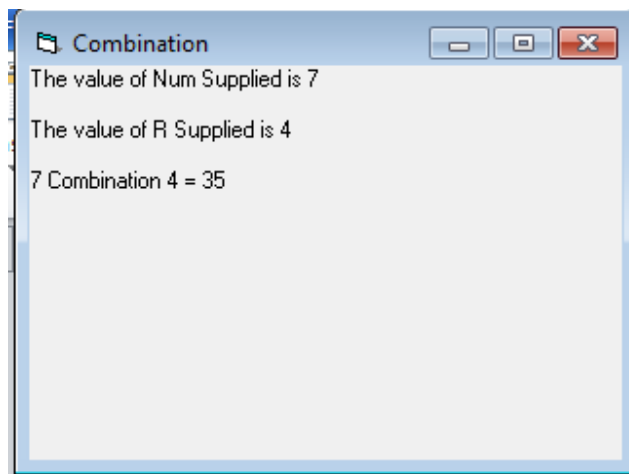 Combination
The value of Num Supplied is 7
The value of R Supplied is 4
7 Combination 4 = 35